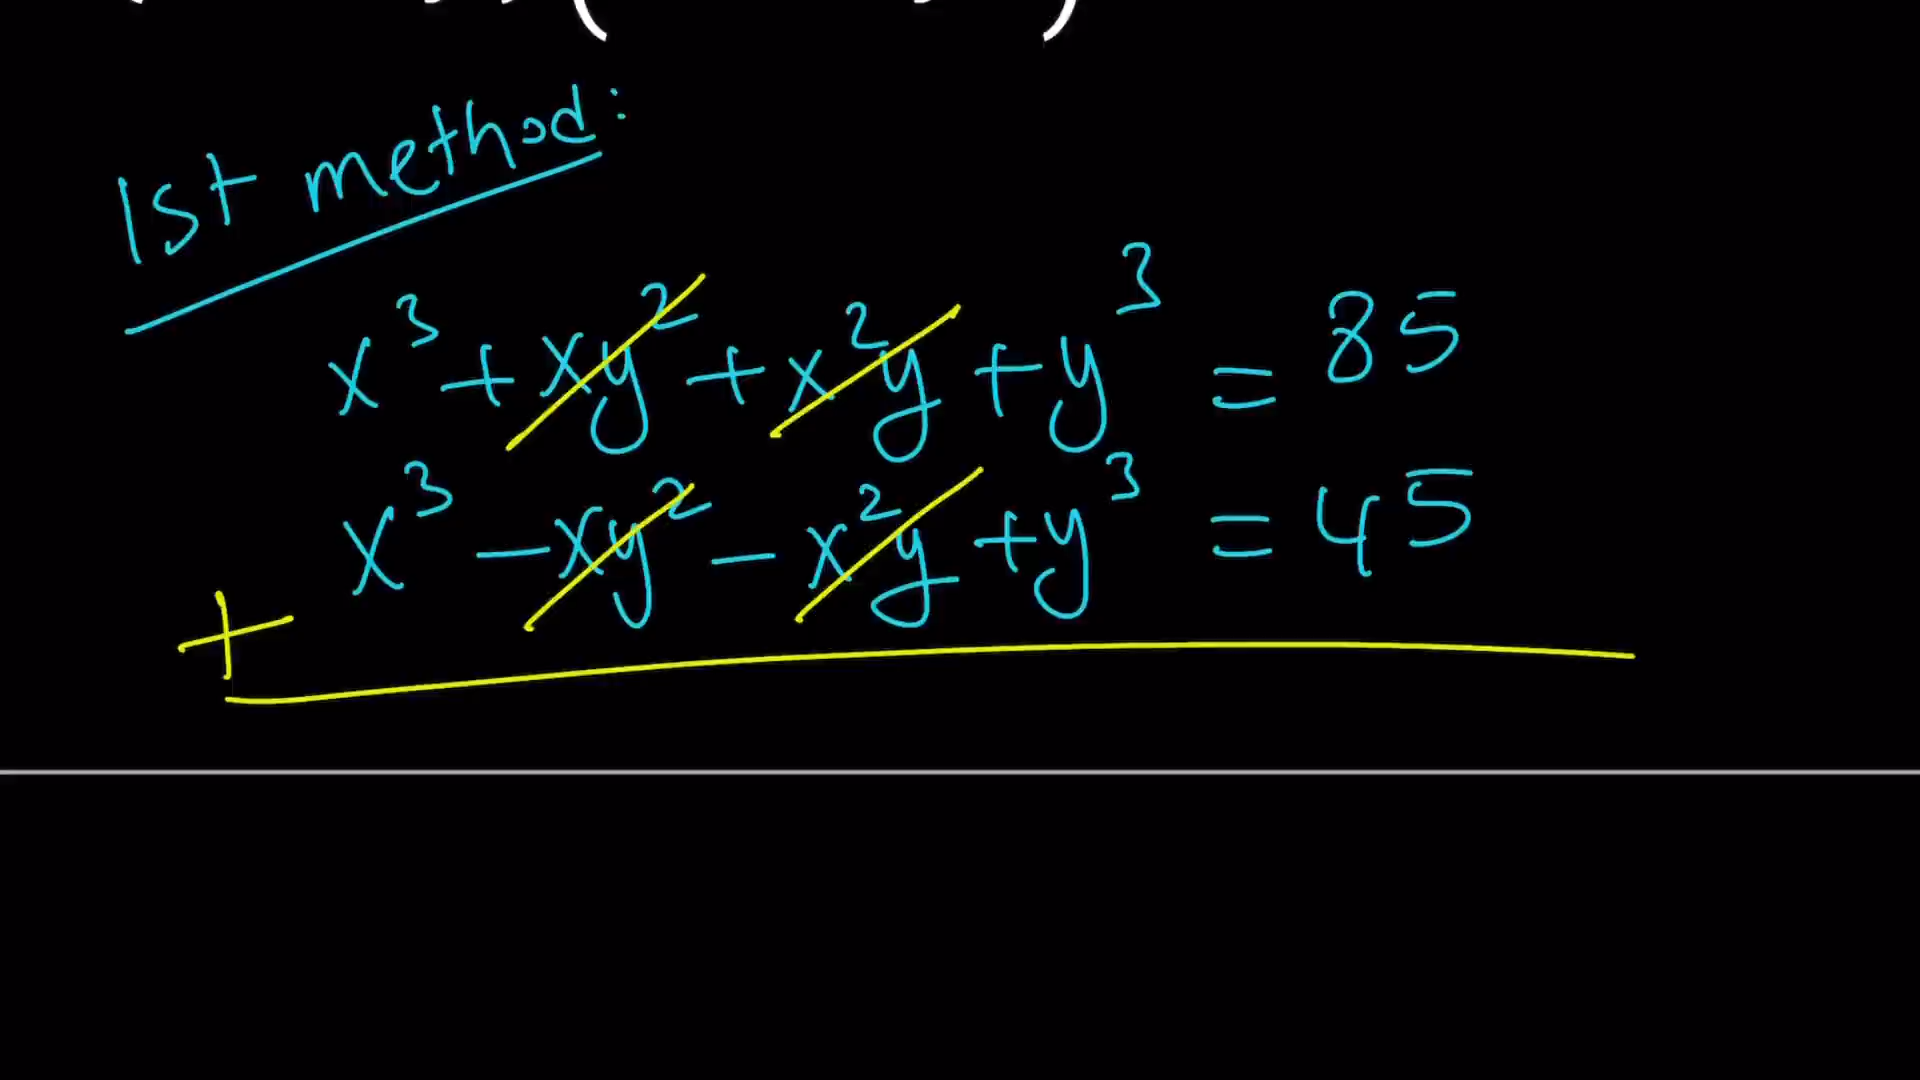 1st method:
x³ + xy² + x²y + y³ = 85
x³ - xy² - x²y + y³ = 45
+